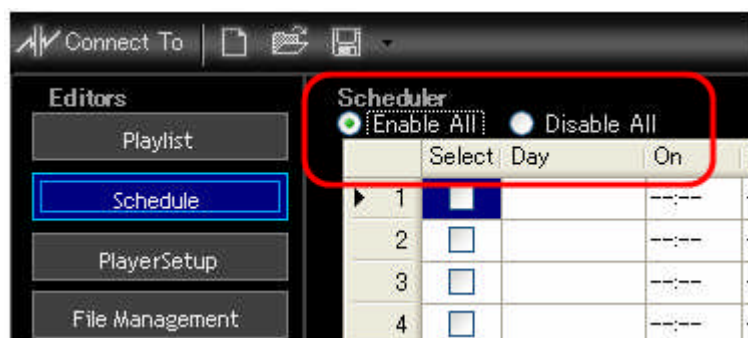 Connect To
Editors
Playlist
Schedule
PlayerSetup
File Management
Scheduler
Enable All Disable All
Select Day On
1 --:--
2 --:--
3 --:--
4 --:--